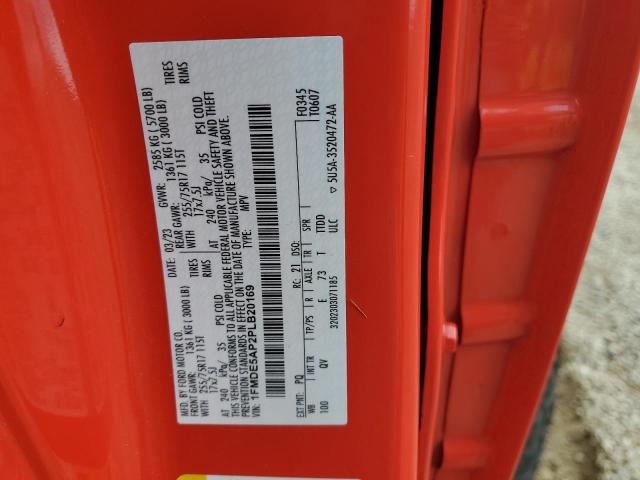 MFD. BY FORD MOTOR CO.
DATE: 03/23 GVWR: 2585 KG ( 5700 LB)
FRONT GAWR: 1361 KG ( 3000 LB) REAR GAWR: 1361 KG ( 3000 LB)
WITH 255/75R17 115T TIRES WITH 255/75R17 115T TIRES
17x7.5J RIMS 17x7.5J RIMS
AT 240 kPa/ 35 PSI COLD AT 240 kPa/ 35 PSI COLD
THIS VEHICLE CONFORMS TO ALL APPLICABLE FEDERAL MOTOR VEHICLE SAFETY AND THEFT
PREVENTION STANDARDS IN EFFECT ON THE DATE OF MANUFACTURE SHOWN ABOVE.
VIN: 1FMDE5AP2PLB20169 TYPE: MPV
F0345
T0607
EXT PNT: PQ RC: 21 DSO:
WB INT TR TP/PS R AXLE TR SPR
100 QV E 73 T TTDD
3202303071185 ULC
▽ 5U5A-3520472-AA